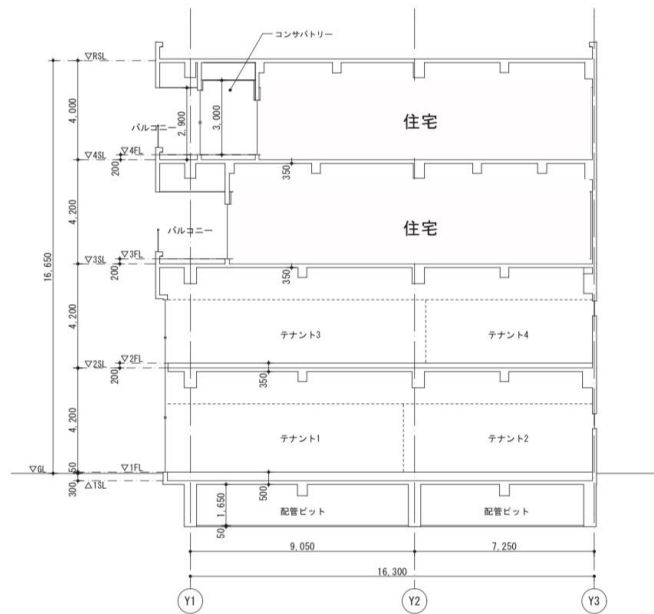 コンサバトリー
▽RSL
4,000
2,900
3,000
バルコニー
住宅
▽4FL
▽4SL
200
350
16,650
4,200
バルコニー
住宅
▽3FL
▽3SL
200
350
4,200
テナント3
テナント4
▽2FL
▽2SL
200
350
4,200
テナント1
テナント2
▽GL
▽1FL
50
300
△1SL
500
1,650
配管ピット
配管ピット
50
9,050
7,250
16,300
Y1
Y2
Y3